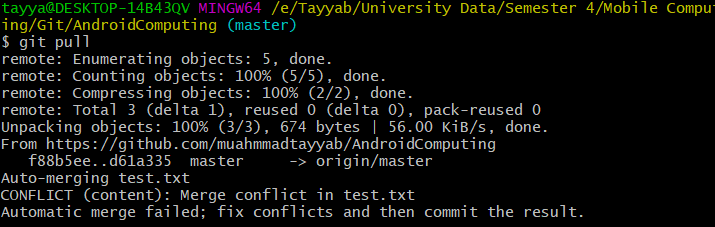 tayya@DESKTOP-14B43QV MINGW64 /e/Tayyab/University Data/Semester 4/Mobile Comput
ing/Git/AndroidComputing (master)
$ git pull
remote: Enumerating objects: 5, done.
remote: Counting objects: 100% (5/5), done.
remote: Compressing objects: 100% (2/2), done.
remote: Total 3 (delta 1), reused 0 (delta 0), pack-reused 0
Unpacking objects: 100% (3/3), 674 bytes | 56.00 KiB/s, done.
From https://github.com/muahmmadtayyab/AndroidComputing
   f88b5ee..d61a335  master     -> origin/master
Auto-merging test.txt
CONFLICT (content): Merge conflict in test.txt
Automatic merge failed; fix conflicts and then commit the result.